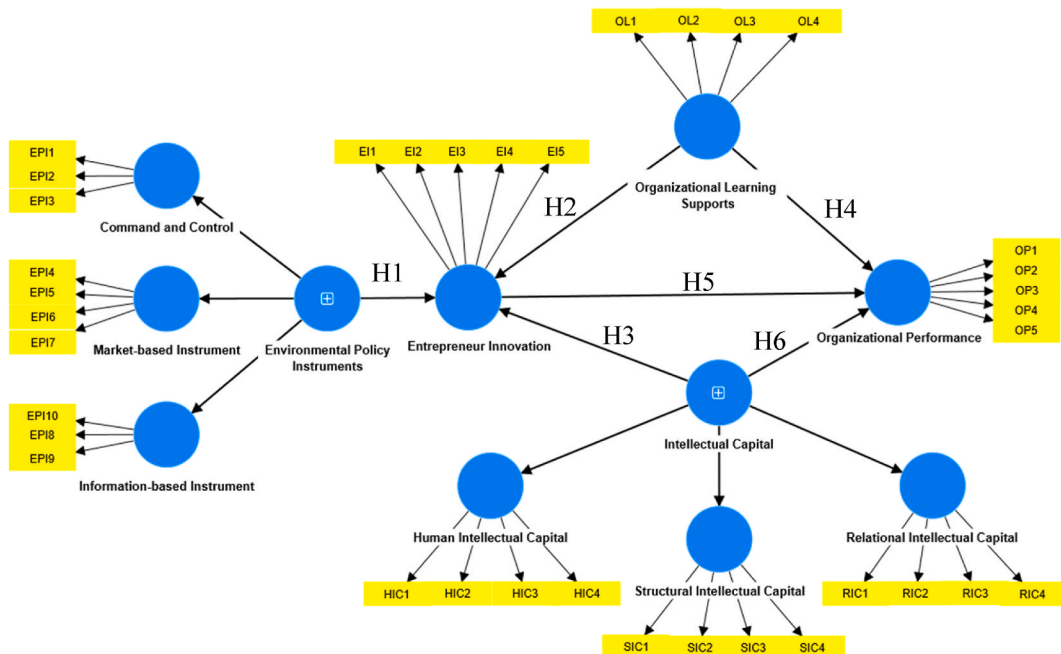 OL1 OL2 OL3 OL4
EI1 EI2 EI3 EI4 EI5
EPI1
EPI2
EPI3
Command and Control
Organizational Learning
Supports
H2
H4
EPI4
EPI5
EPI6
EPI7
Market-based Instrument
H1
Environmental Policy
Instruments
Entrepreneur Innovation
H5
OP1
OP2
OP3
OP4
OP5
Organizational Performance
H3
H6
EPI10
EPI8
EPI9
Information-based Instrument
Intellectual Capital
Human Intellectual Capital
Structural Intellectual Capital
Relational Intellectual Capital
HIC1 HIC2 HIC3 HIC4
SIC1 SIC2 SIC3 SIC4
RIC1 RIC2 RIC3 RIC4